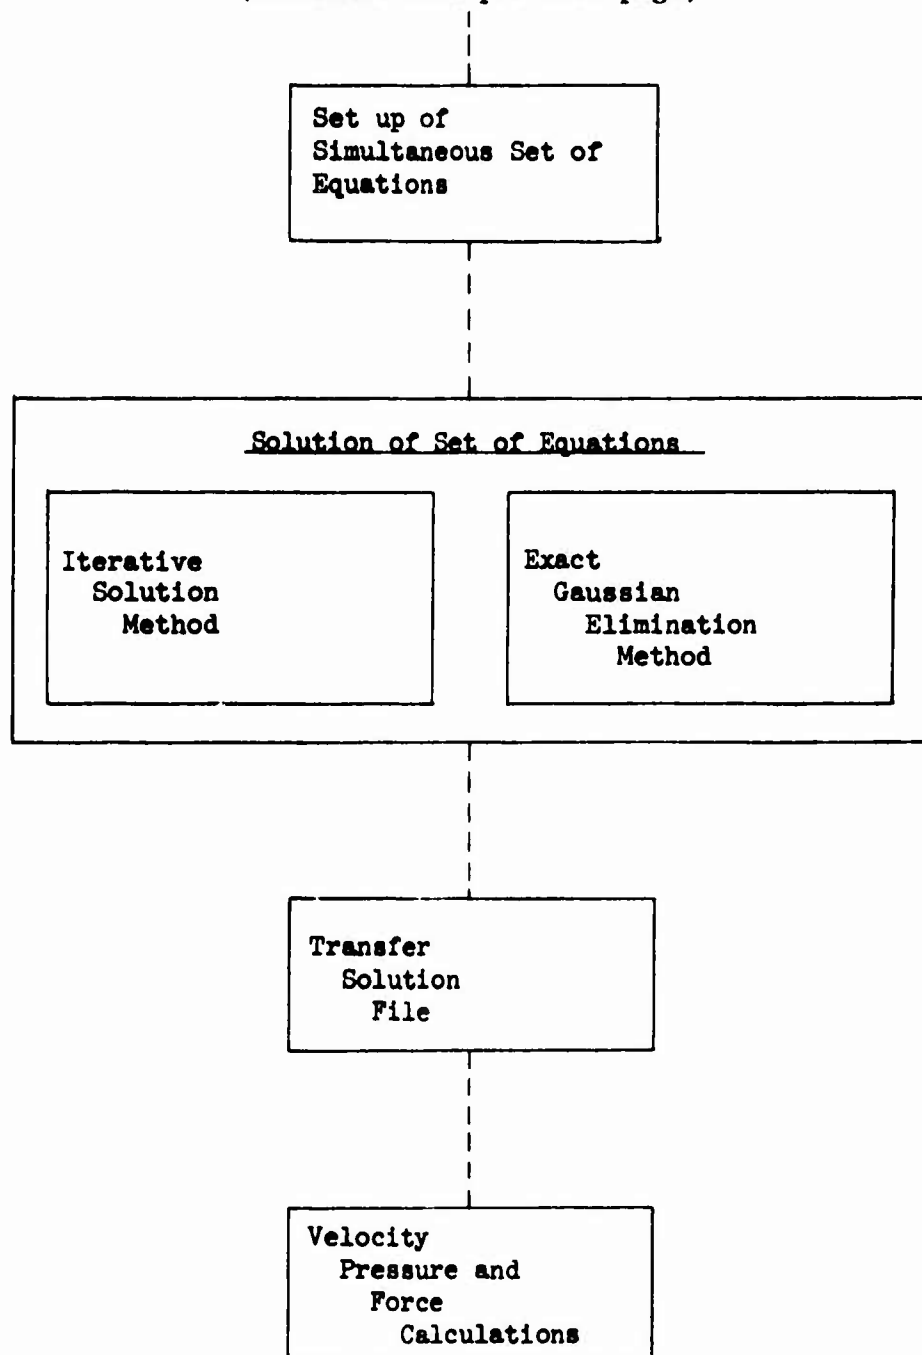 page)
Set up of
Simultaneous Set of
Equations
Solution of Set of Equations
Iterative
Solution
Method
Exact
Gaussian
Elimination
Method
Transfer
Solution
File
Velocity
Pressure and
Force
Calculations